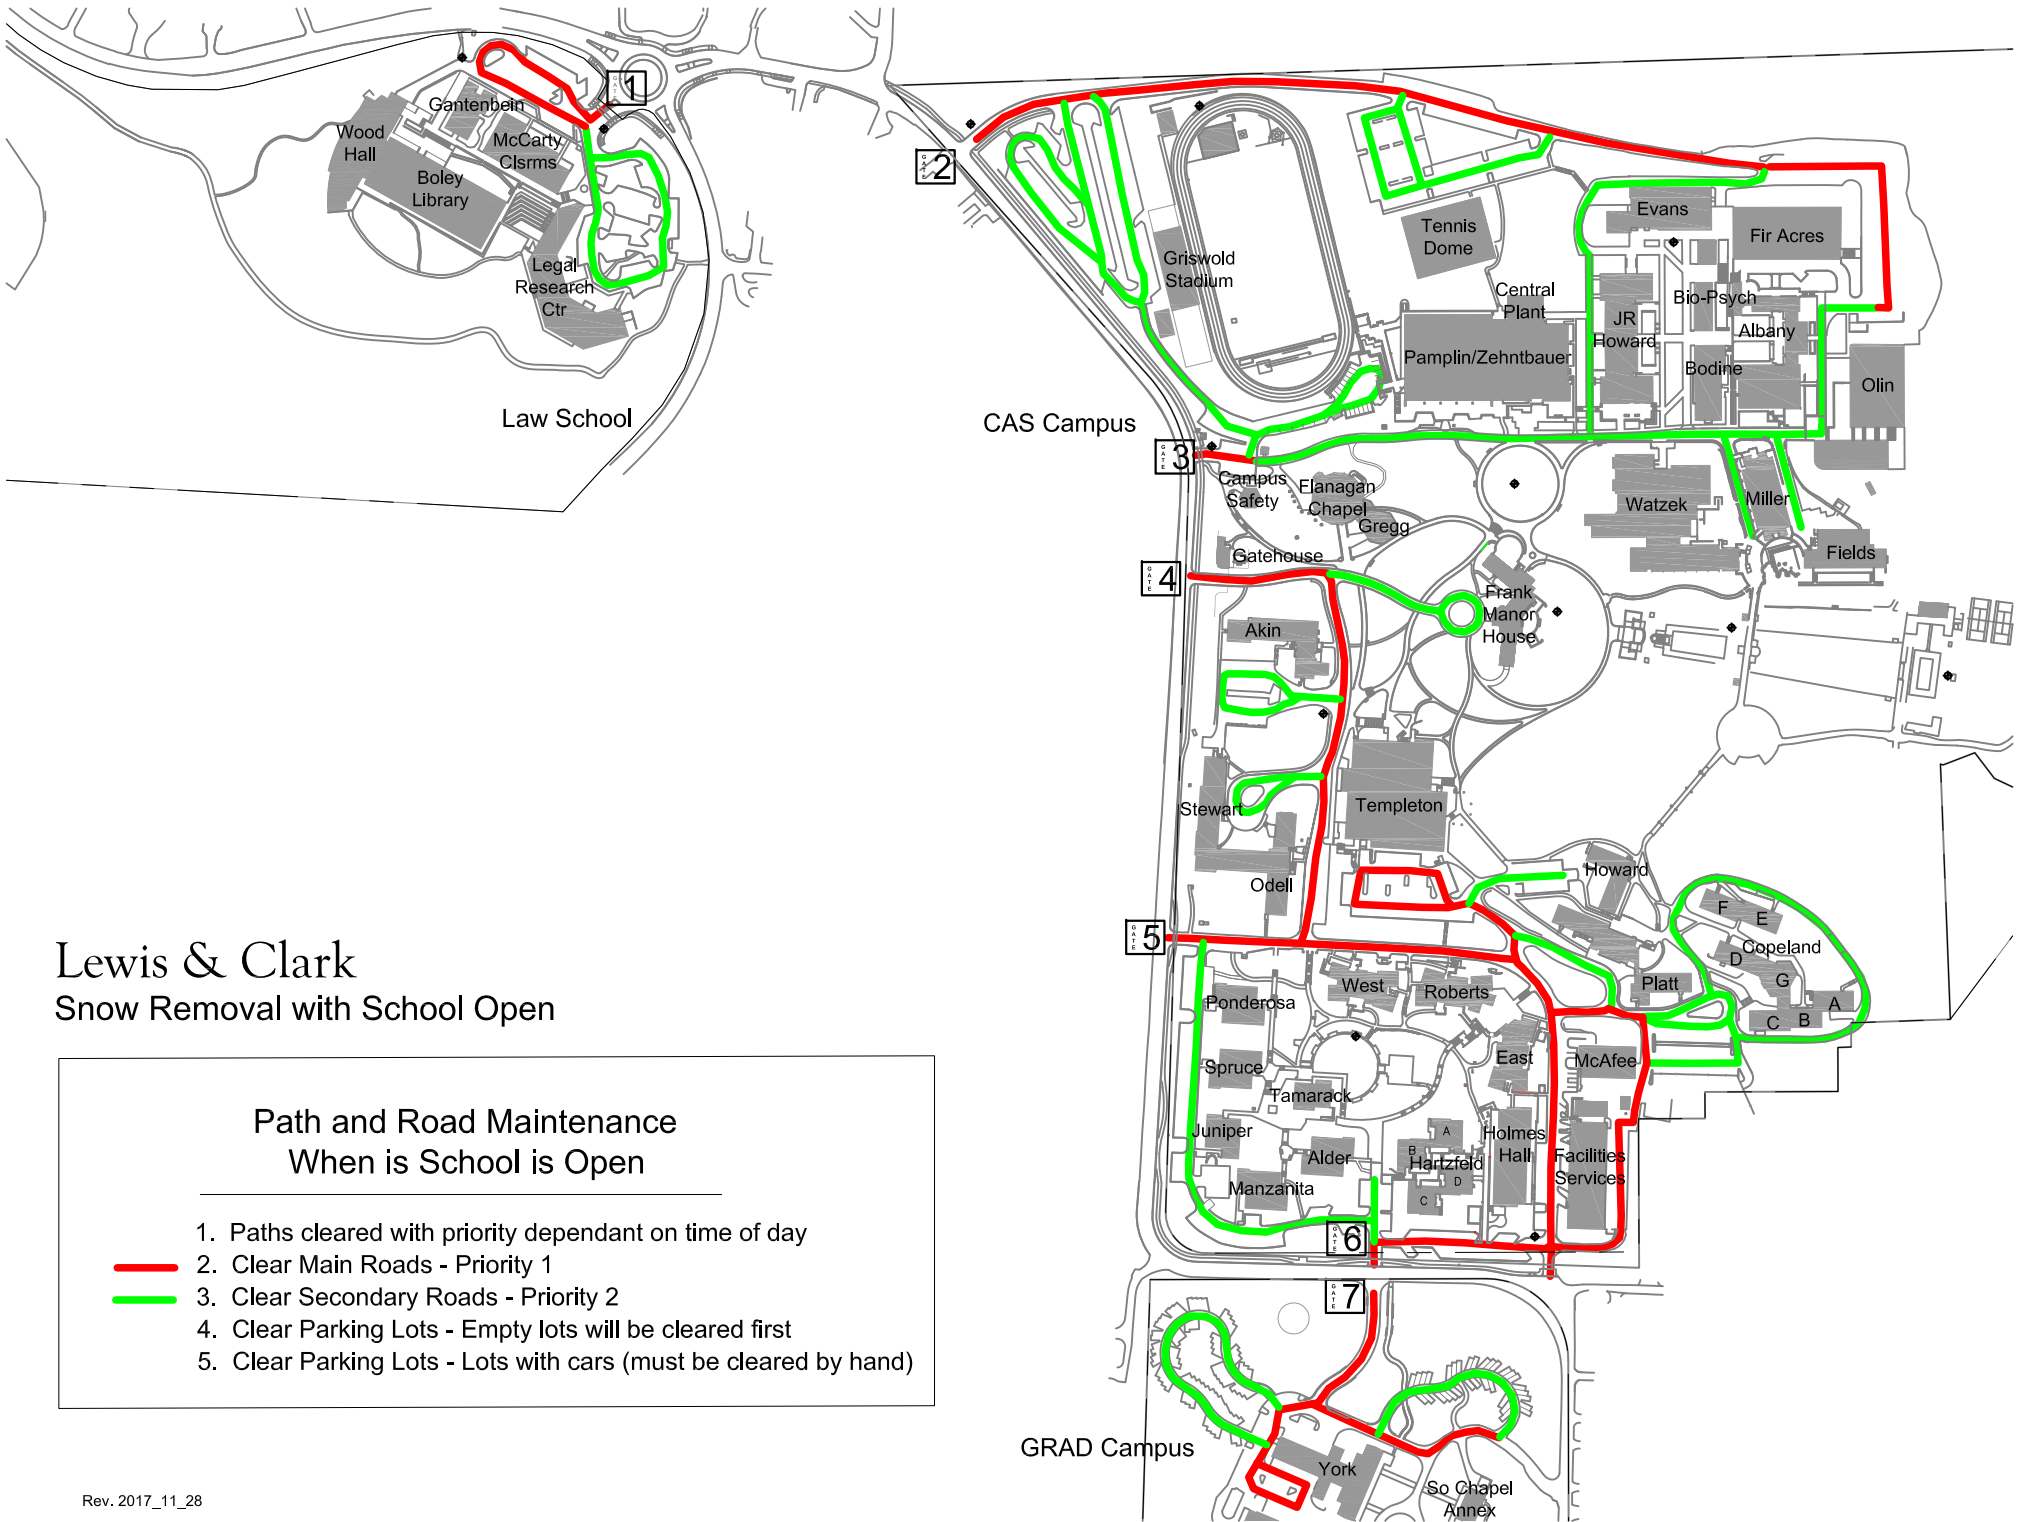 GATE 1
Gantenbein
Wood
Hall
McCarty
Clsrms
Boley
Library
Legal
Research
Ctr
Law School
GATE 2
Griswold
Stadium
Tennis
Dome
Evans
Fir Acres
Central
Plant
Bio-Psych
JR
Howard
Albany
Pamplin/Zehntbauer
Bodine
Olin
CAS Campus
GATE 3
Campus
Safety
Flanagan
Chapel
Gregg
Watzek
Miller
Fields
Gatehouse
GATE 4
Frank
Manor
House
Akin
Stewart
Templeton
Odell
Howard
F
E
Copeland
D
G
A
B
C
Platt
GATE 5
Ponderosa
West
Roberts
Spruce
East
McAfee
Tamarack
Juniper
Alder
Manzanita
A
B
Hartzfeld
D
C
Holmes
Hall
Facilities
Services
GATE 6
GATE 7
GRAD Campus
York
So Chapel
Annex
Lewis & Clark
Snow Removal with School Open
Path and Road Maintenance
When is School is Open
1. Paths cleared with priority dependant on time of day
2. Clear Main Roads - Priority 1
3. Clear Secondary Roads - Priority 2
4. Clear Parking Lots - Empty lots will be cleared first
5. Clear Parking Lots - Lots with cars (must be cleared by hand)
Rev. 2017_11_28